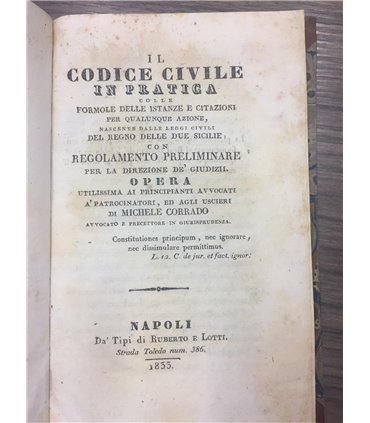 IL
CODICE CIVILE
IN PRATICA
COLLE
FORMOLE DELLE ISTANZE E CITAZIONI
PER QUALUNQUE AZIONE,
NASCENTE DALLE LEGGI CIVILI
DEL REGNO DELLE DUE SICILIE,
CON
REGOLAMENTO PRELIMINARE
PER LA DIREZIONE DE' GIUDIZII.
OPERA
UTILISSIMA AI PRINCIPIANTI AVVOCATI
A' PATROCINATORI, ED AGLI USCIERI
DI MICHELE CORRADO
AVVOCATO E PRECETTORE IN GIURISPRUDENZA.
Constitutiones principum, nec ignorare,
nec dissimulare permittimus.
L. 12. C. de jur. et fact. ignor.
NAPOLI
Da' Tipi di RUBERTO E LOTTI.
Strada Toledo num. 386.
1833.